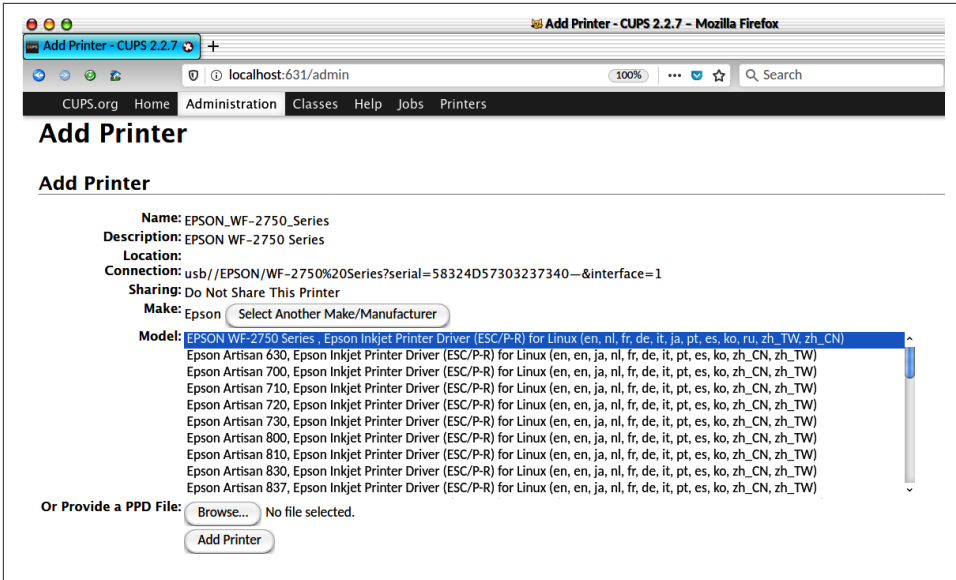 Add Printer - CUPS 2.2.7 – Mozilla Firefox
CUPS Add Printer - CUPS 2.2.7 +
localhost:631/admin 100% ... Search
CUPS.org Home Administration Classes Help Jobs Printers
Add Printer
Add Printer
Name: EPSON_WF-2750_Series
Description: EPSON WF-2750 Series
Location:
Connection: usb//EPSON/WF-2750%20Series?serial=58324D57303237340—&interface=1
Sharing: Do Not Share This Printer
Make: Epson Select Another Make/Manufacturer
Model: EPSON WF-2750 Series , Epson Inkjet Printer Driver (ESC/P-R) for Linux (en, nl, fr, de, it, ja, pt, es, ko, ru, zh_TW, zh_CN)
Epson Artisan 630, Epson Inkjet Printer Driver (ESC/P-R) for Linux (en, en, ja, nl, fr, de, it, pt, es, ko, zh_CN, zh_TW)
Epson Artisan 700, Epson Inkjet Printer Driver (ESC/P-R) for Linux (en, en, ja, nl, fr, de, it, pt, es, ko, zh_CN, zh_TW)
Epson Artisan 710, Epson Inkjet Printer Driver (ESC/P-R) for Linux (en, en, ja, nl, fr, de, it, pt, es, ko, zh_CN, zh_TW)
Epson Artisan 720, Epson Inkjet Printer Driver (ESC/P-R) for Linux (en, en, ja, nl, fr, de, it, pt, es, ko, zh_CN, zh_TW)
Epson Artisan 730, Epson Inkjet Printer Driver (ESC/P-R) for Linux (en, en, ja, nl, fr, de, it, pt, es, ko, zh_CN, zh_TW)
Epson Artisan 800, Epson Inkjet Printer Driver (ESC/P-R) for Linux (en, en, ja, nl, fr, de, it, pt, es, ko, zh_CN, zh_TW)
Epson Artisan 810, Epson Inkjet Printer Driver (ESC/P-R) for Linux (en, en, ja, nl, fr, de, it, pt, es, ko, zh_CN, zh_TW)
Epson Artisan 830, Epson Inkjet Printer Driver (ESC/P-R) for Linux (en, en, ja, nl, fr, de, it, pt, es, ko, zh_CN, zh_TW)
Epson Artisan 837, Epson Inkjet Printer Driver (ESC/P-R) for Linux (en, en, ja, nl, fr, de, it, pt, es, ko, zh_CN, zh_TW)
Or Provide a PPD File: Browse... No file selected.
Add Printer